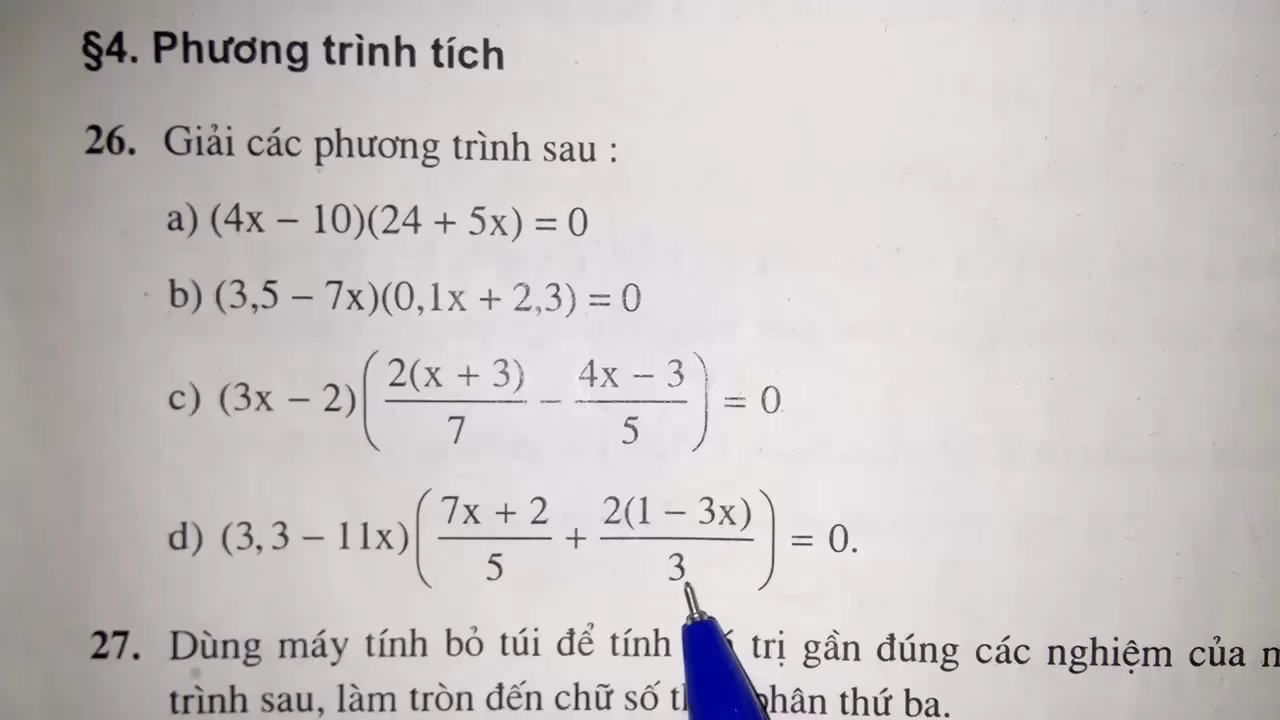 §4. Phương trình tích
26. Giải các phương trình sau :
a) (4x – 10)(24 + 5x) = 0
b) (3,5 – 7x)(0,1x + 2,3) = 0
c) (3x – 2)( 2(x + 3)/7 – 4x – 3/5 ) = 0
d) (3,3 – 11x)( 7x + 2/5 + 2(1 – 3x)/3 ) = 0.
27. Dùng máy tính bỏ túi để tính trị gần đúng các nghiệm của
trình sau, làm tròn đến chữ số phân thứ ba.